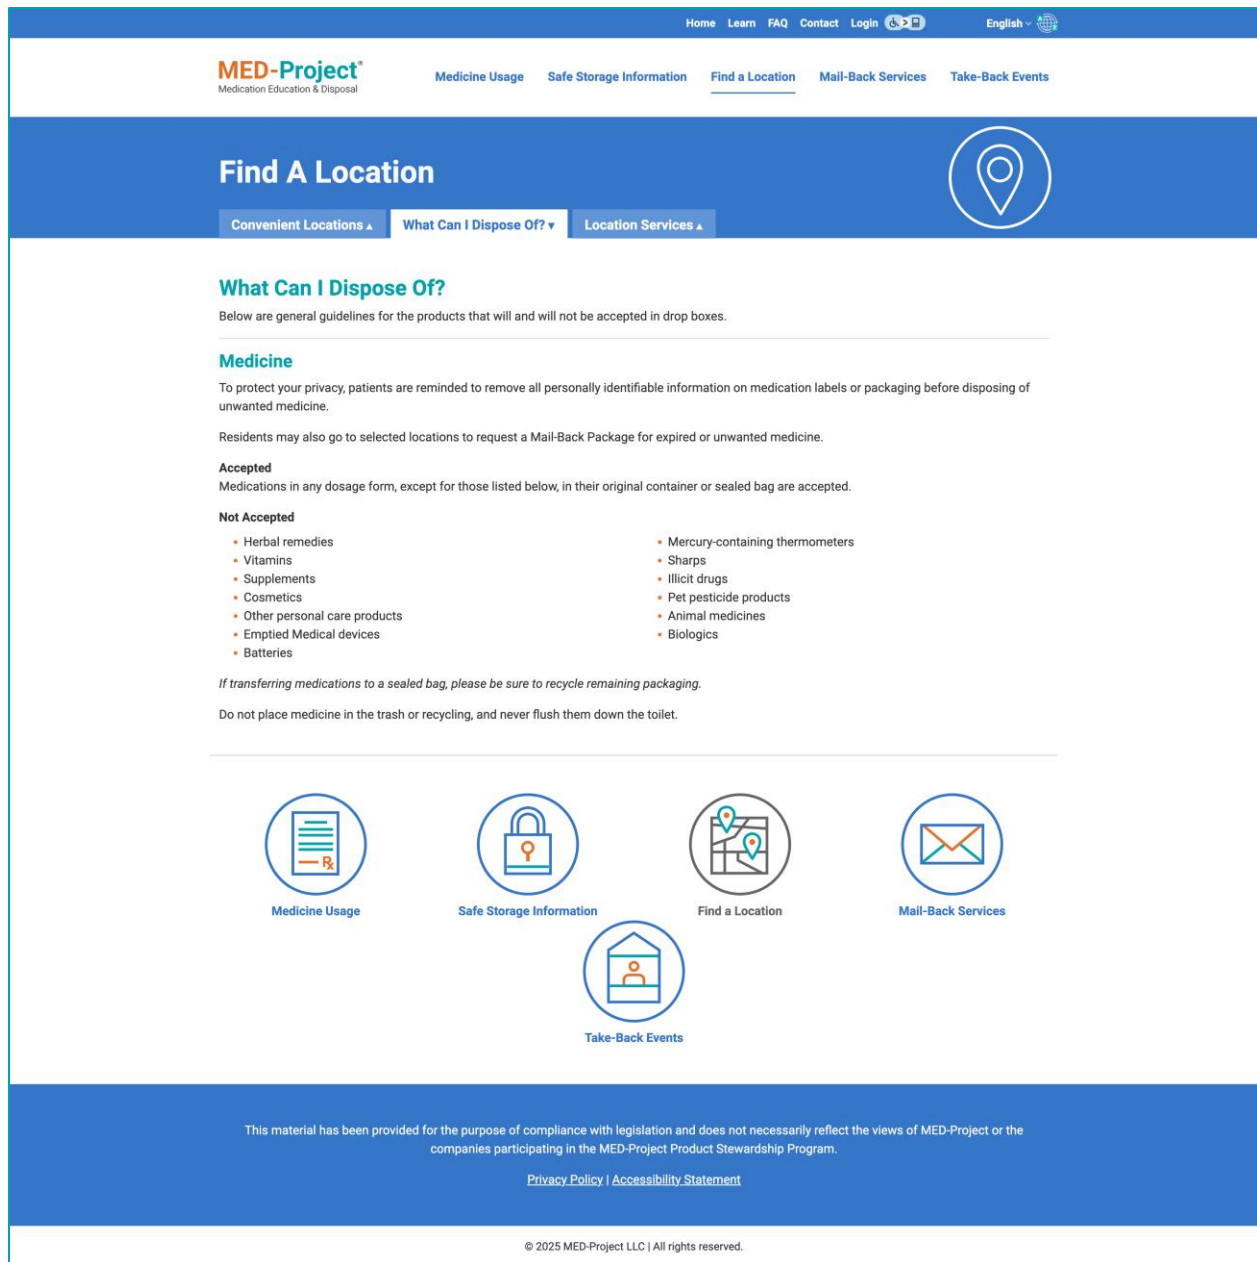 Home Learn FAQ Contact Login English
MED-Project®
Medication Education & Disposal
Medicine Usage Safe Storage Information Find a Location Mail-Back Services Take-Back Events
Find A Location
Convenient Locations ▴ What Can I Dispose Of? ▾ Location Services ▴
What Can I Dispose Of?
Below are general guidelines for the products that will and will not be accepted in drop boxes.
Medicine
To protect your privacy, patients are reminded to remove all personally identifiable information on medication labels or packaging before disposing of
unwanted medicine.
Residents may also go to selected locations to request a Mail-Back Package for expired or unwanted medicine.
Accepted
Medications in any dosage form, except for those listed below, in their original container or sealed bag are accepted.
Not Accepted
• Herbal remedies
• Vitamins
• Supplements
• Cosmetics
• Other personal care products
• Emptied Medical devices
• Batteries
• Mercury-containing thermometers
• Sharps
• Illicit drugs
• Pet pesticide products
• Animal medicines
• Biologics
If transferring medications to a sealed bag, please be sure to recycle remaining packaging.
Do not place medicine in the trash or recycling, and never flush them down the toilet.
Rx
Medicine Usage Safe Storage Information Find a Location Mail-Back Services
Take-Back Events
This material has been provided for the purpose of compliance with legislation and does not necessarily reflect the views of MED-Project or the
companies participating in the MED-Project Product Stewardship Program.
Privacy Policy | Accessibility Statement
© 2025 MED-Project LLC | All rights reserved.